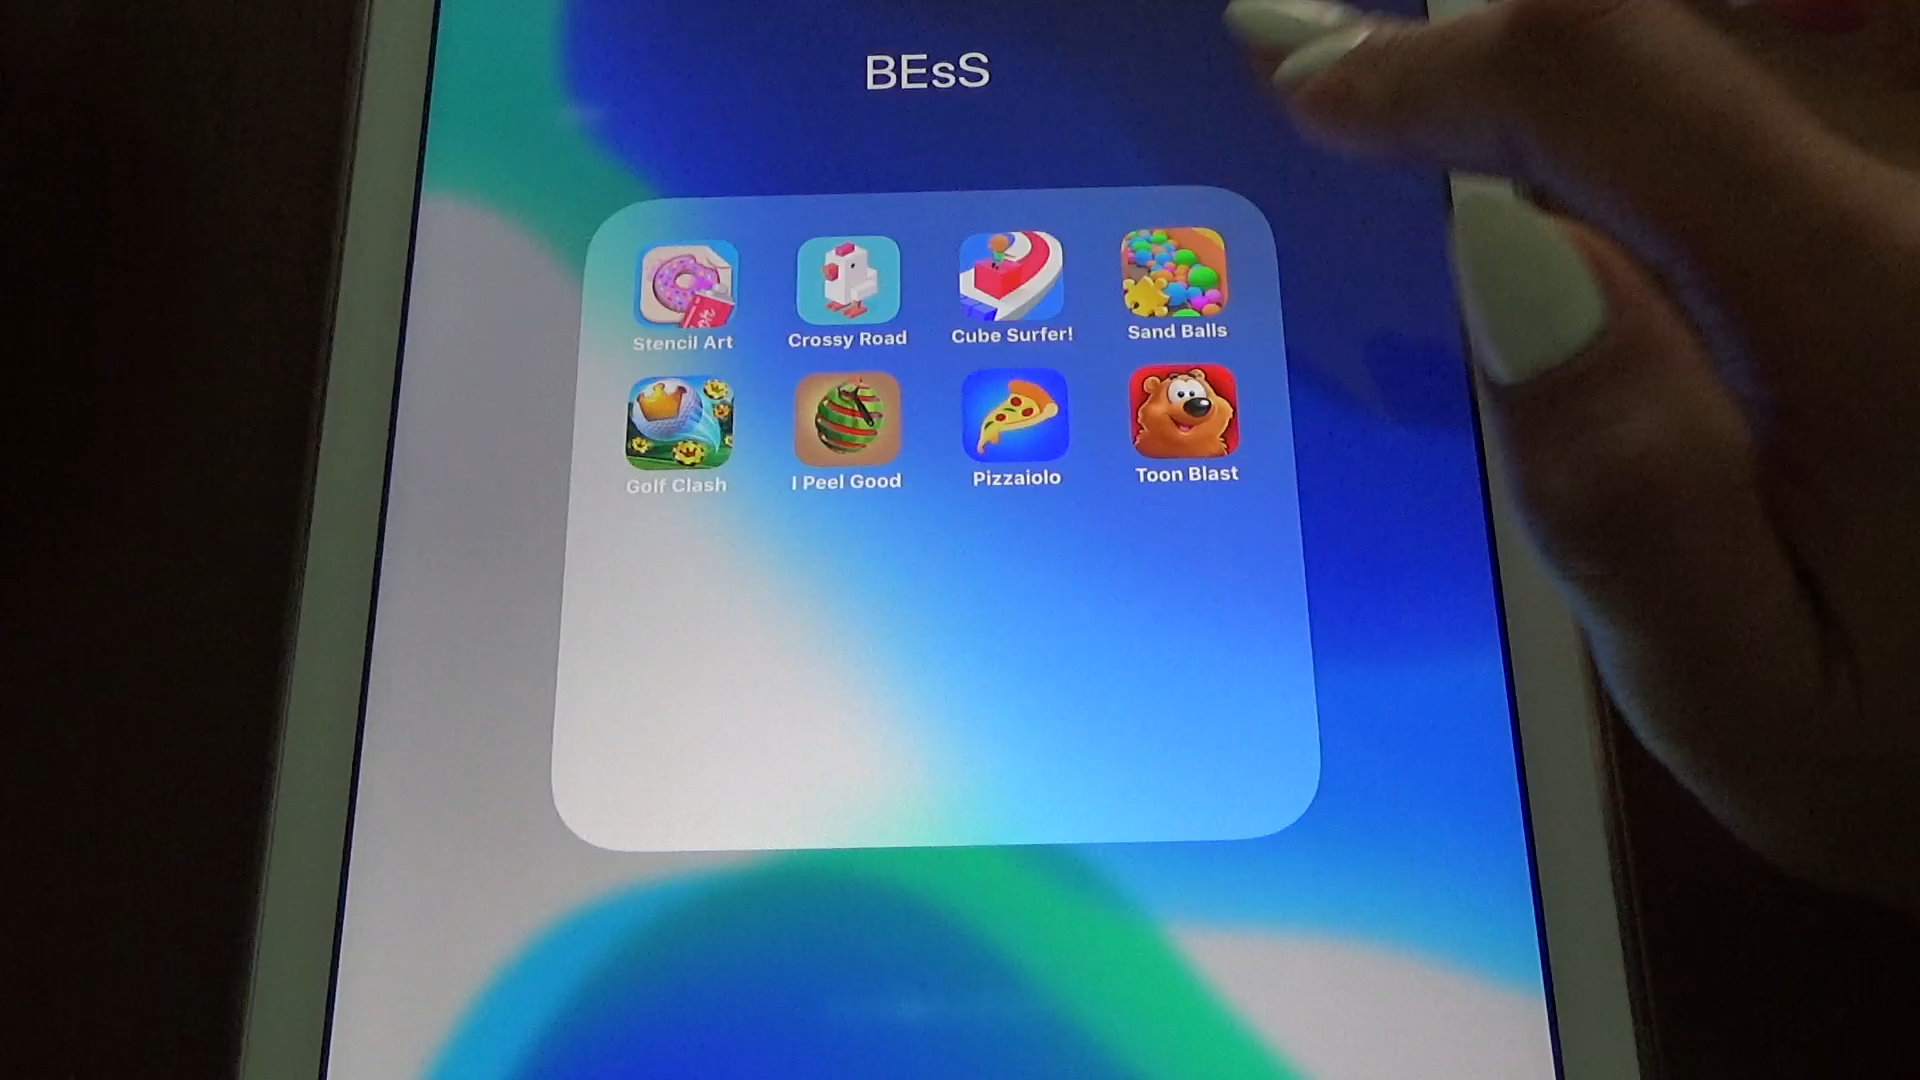 BEsS
Stencil Art
Crossy Road
Cube Surfer!
Sand Balls
Golf Clash
I Peel Good
Pizzaiolo
Toon Blast